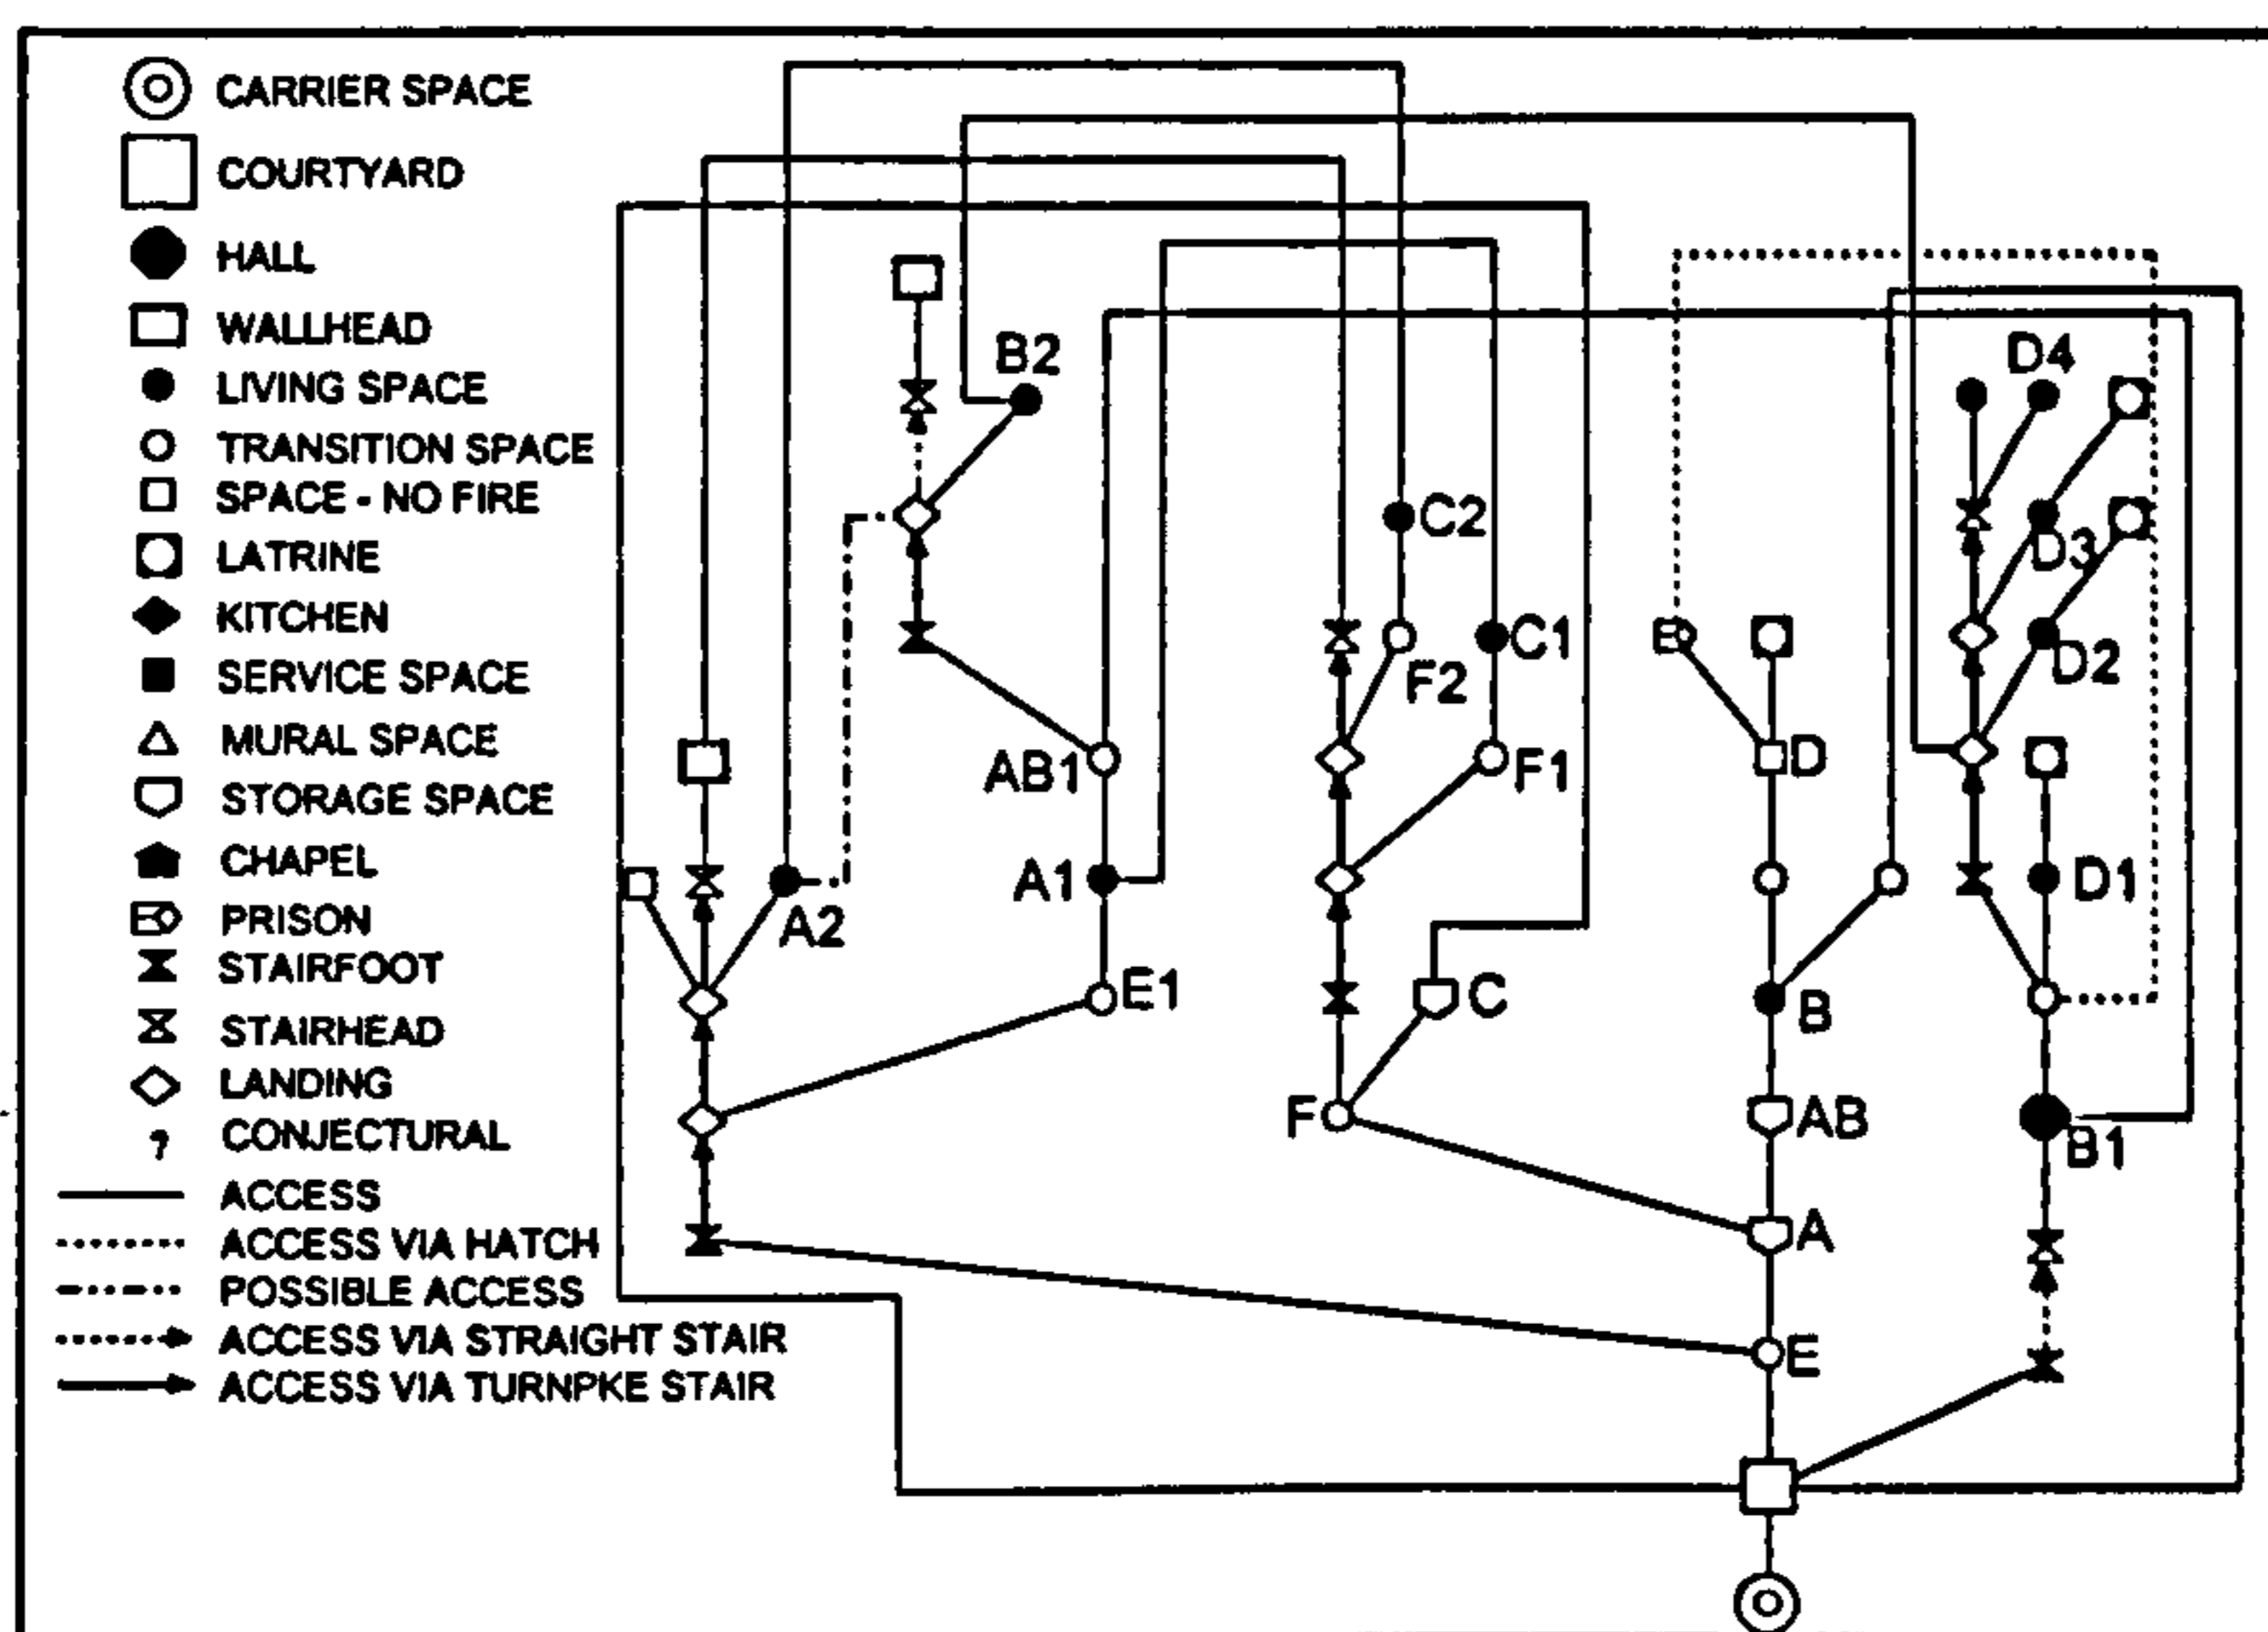 CARRIER SPACE
COURTYARD
HALL
WALLHEAD
LIVING SPACE
TRANSITION SPACE
SPACE - NO FIRE
LATRINE
KITCHEN
SERVICE SPACE
MURAL SPACE
STORAGE SPACE
CHAPEL
PRISON
STAIRFOOT
STAIRHEAD
LANDING
? CONJECTURAL
ACCESS
ACCESS VIA HATCH
POSSIBLE ACCESS
ACCESS VIA STRAIGHT STAIR
ACCESS VIA TURNPKE STAIR
B2
D4
C2
D3
C1
F2
D2
AB1
F1
D
A1
D1
A2
E1
C
B
F
AB
B1
A
E